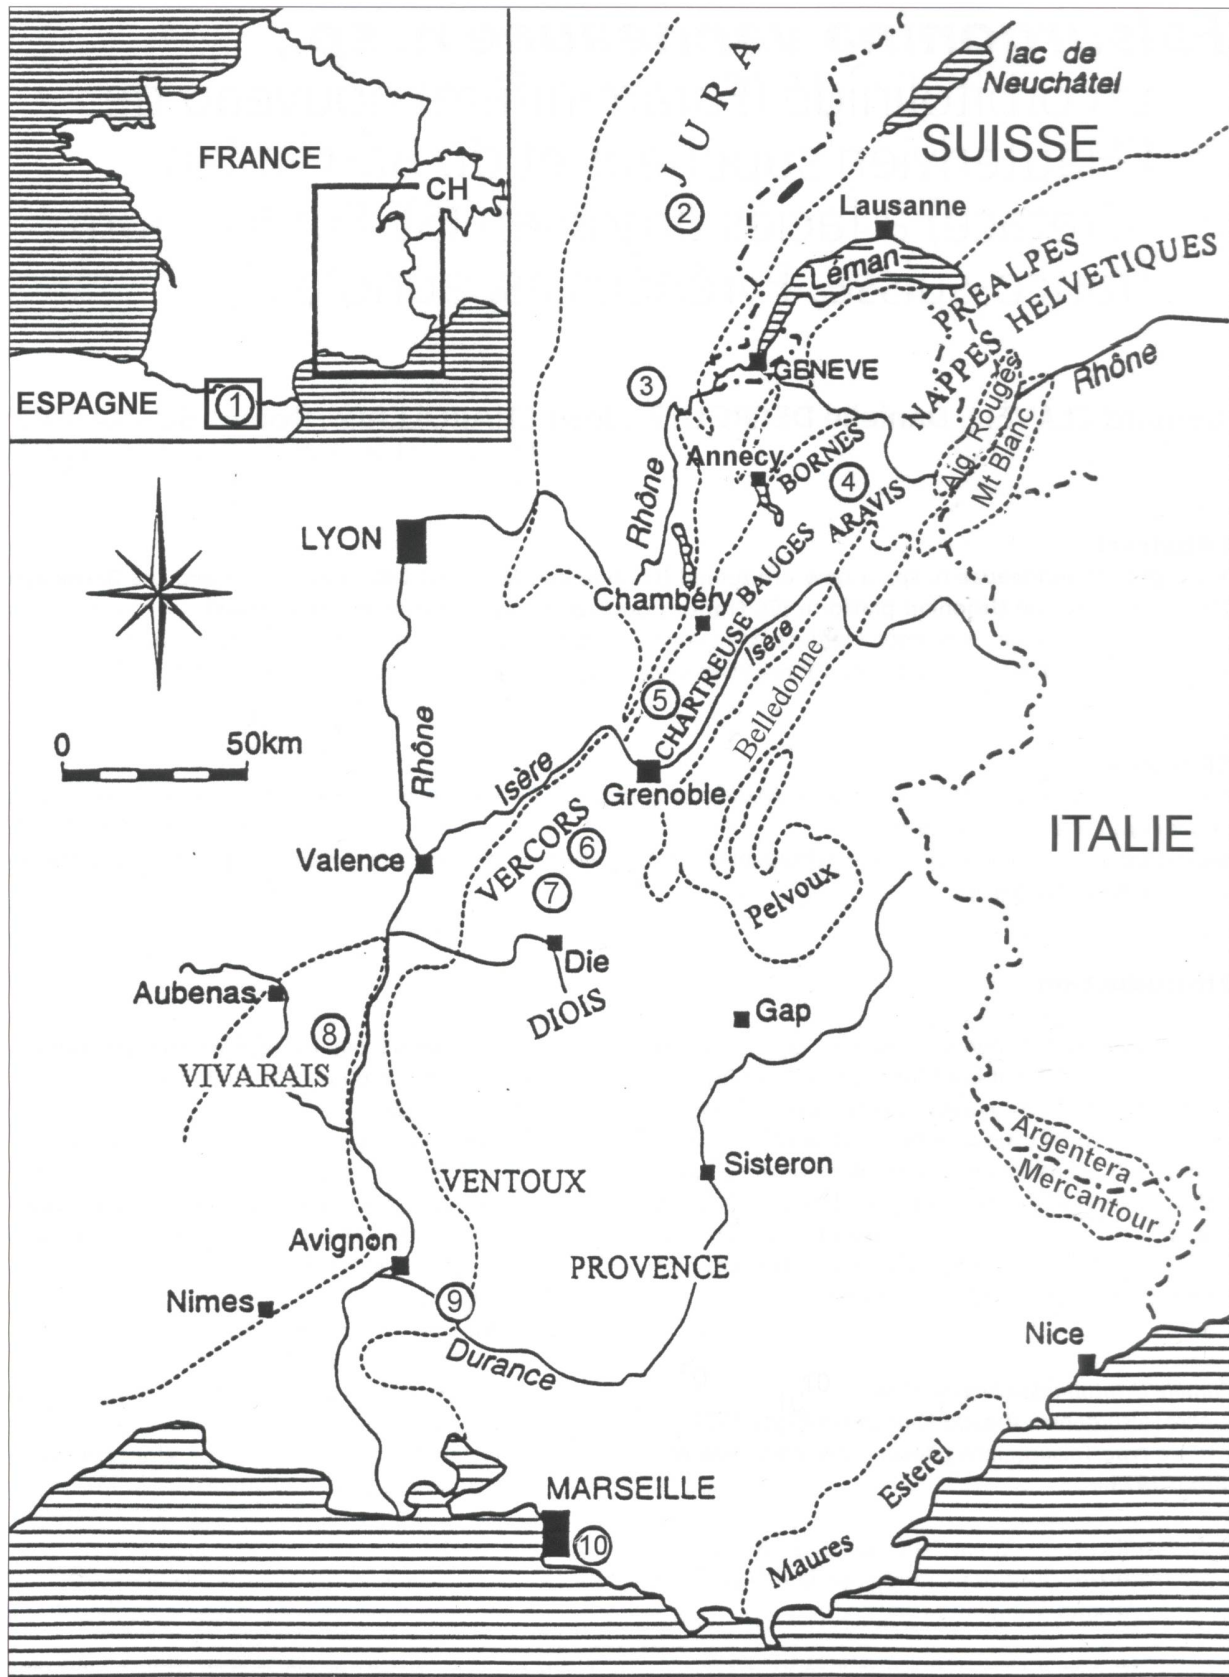 FRANCE
CH
ESPAGNE
1
JURA
2
lac de
Neuchâtel
SUISSE
Lausanne
Léman
PREALPES
NAPPES HELVETIQUES
GENEVE
3
Rhône
Aig. Rouges
Mt Blanc
Annecy
BORNES
4
ARAVIS
Rhône
LYON
BAUGES
Chambéry
CHARTREUSE
Isère
5
Belledonne
0 50km
Rhône
Isère
Grenoble
ITALIE
Valence
VERCORS
6
7
Pelvoux
Die
DIOIS
Aubenas
Gap
8
VIVARAIS
Argentera
Mercantour
Sisteron
VENTOUX
Avignon
PROVENCE
Nimes
9
Durance
Nice
MARSEILLE
10
Esterel
Maures